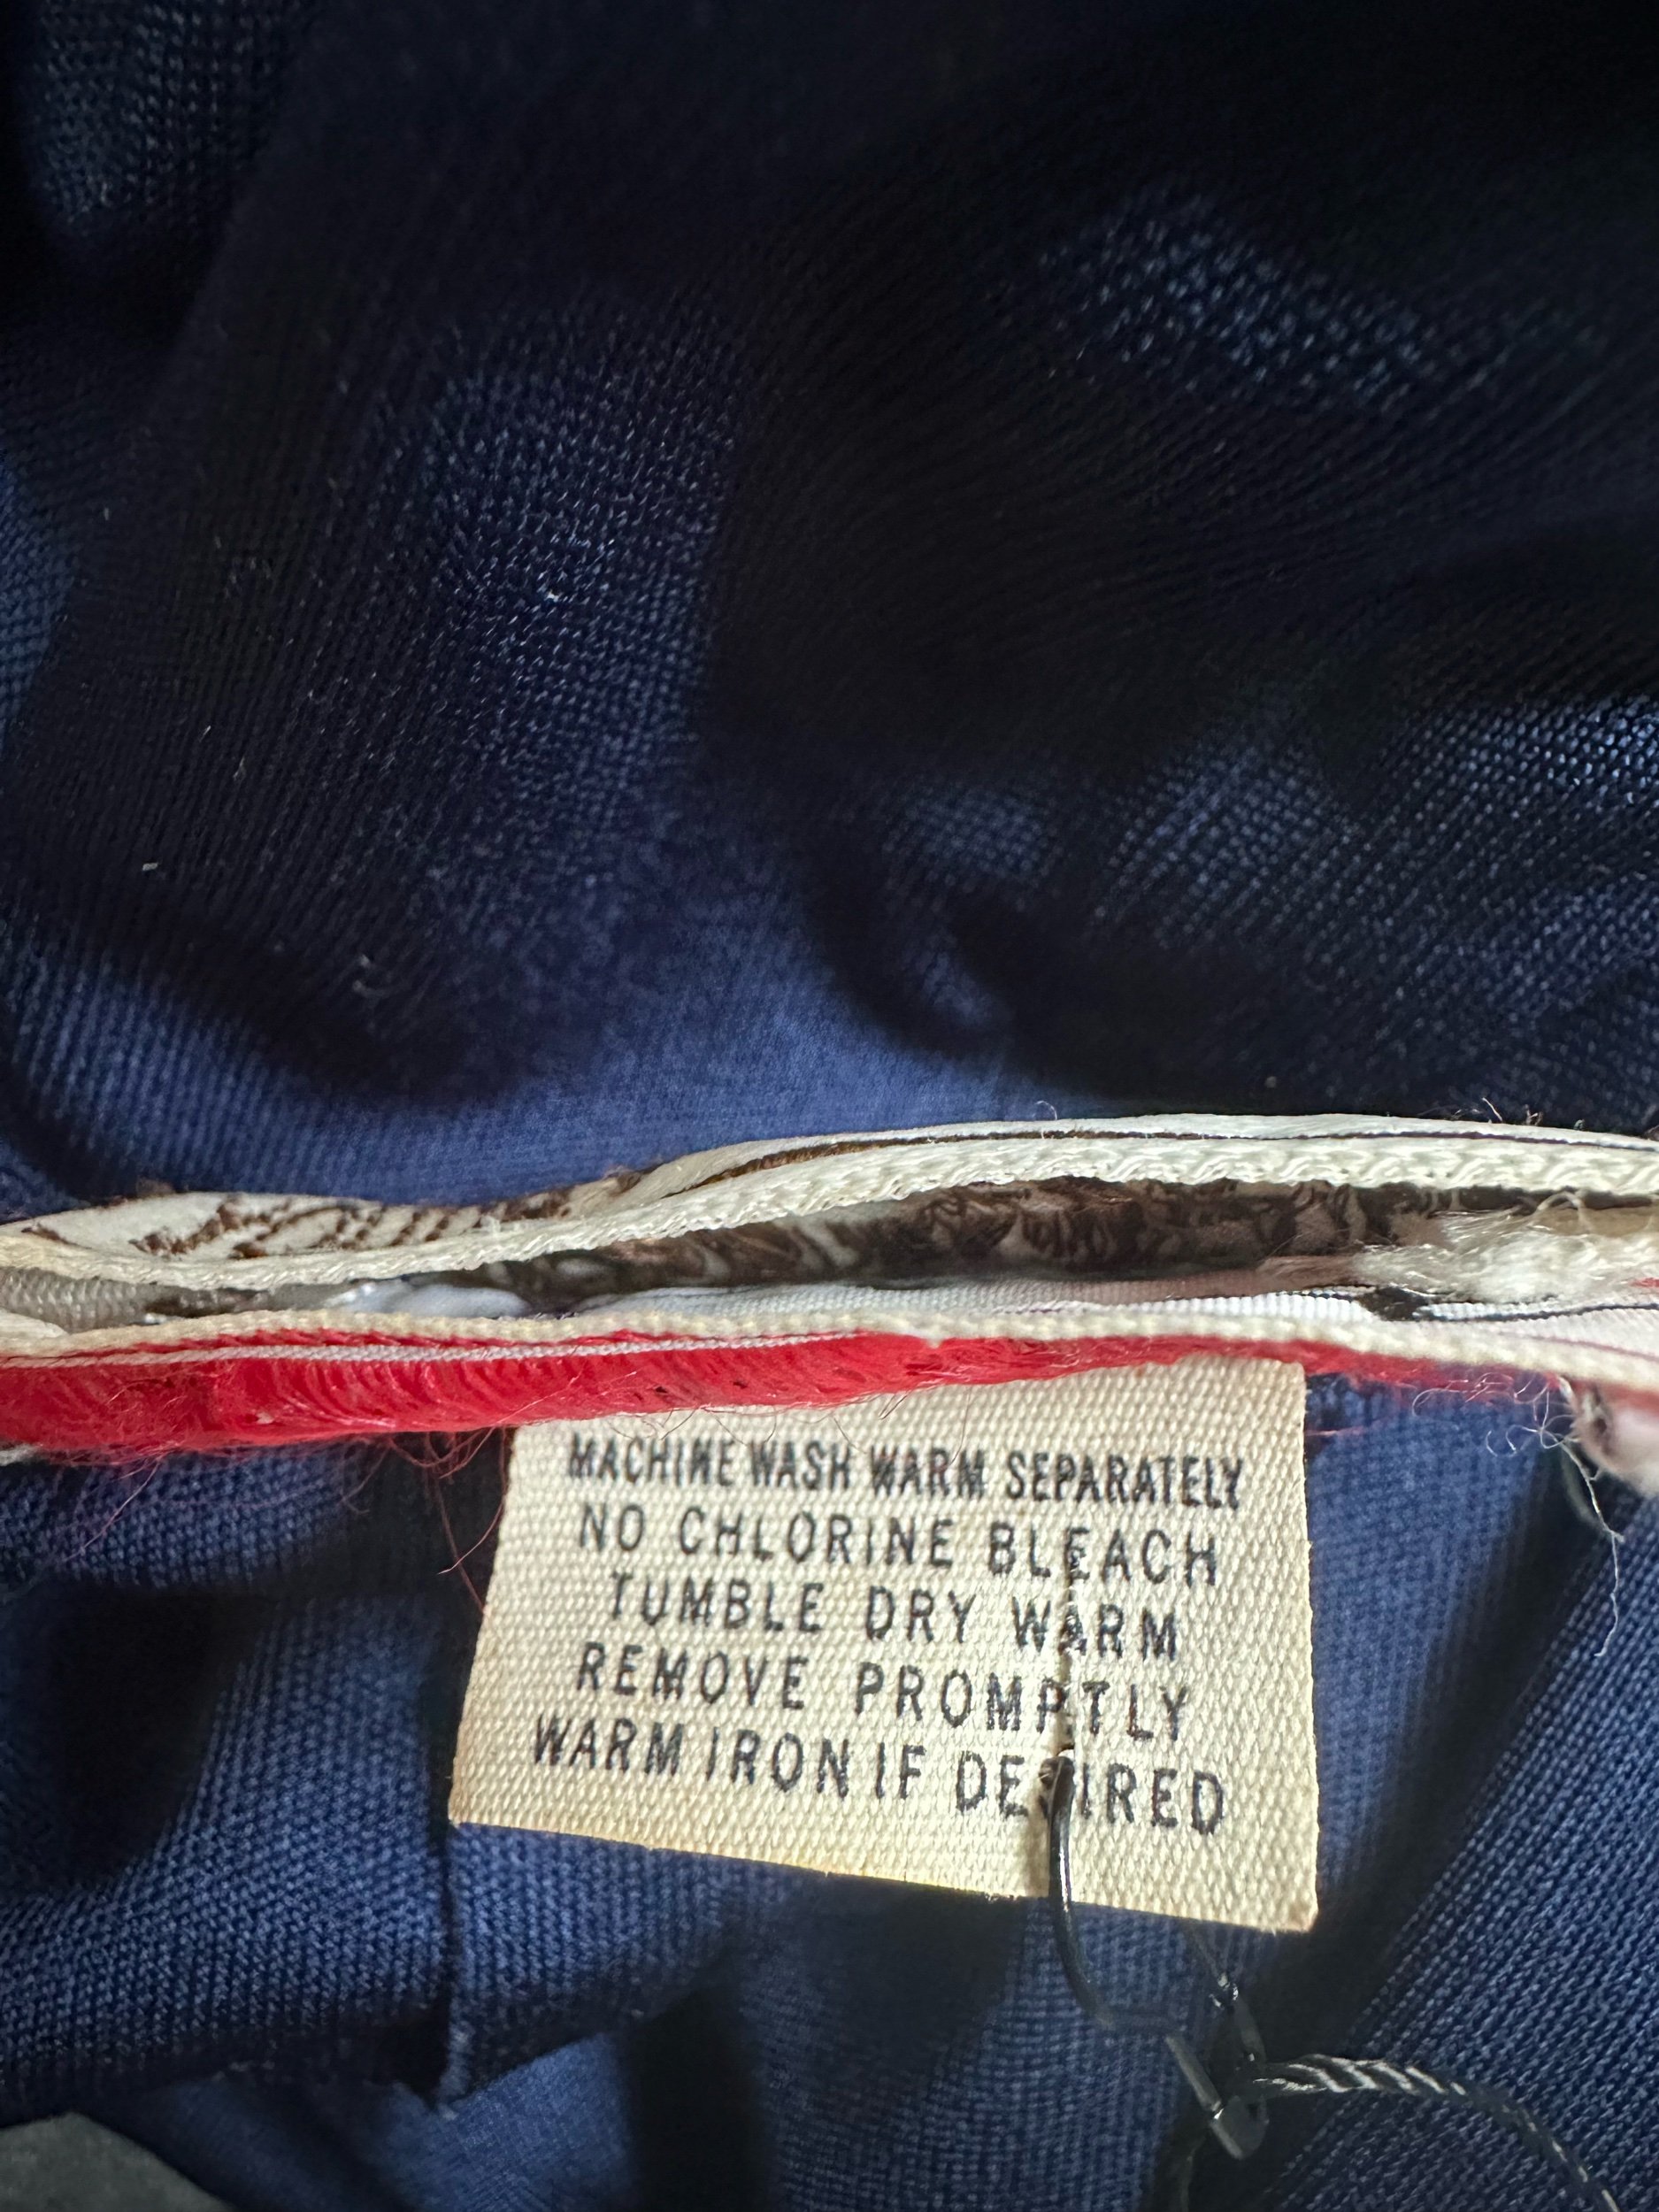 MACHINE WASH WARM SEPARATELY
NO CHLORINE BLEACH
TUMBLE DRY WARM
REMOVE PROMPTLY
WARM IRON IF DESIRED